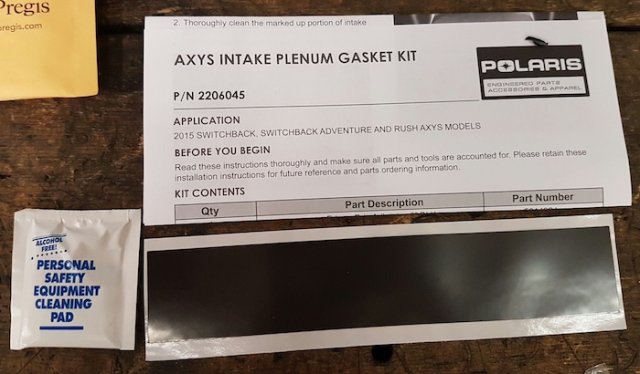 regis
pregis.com
2. Thoroughly clean the marked up portion of intake
AXYS INTAKE PLENUM GASKET KIT
POLARIS
ENGINEERED PARTS
ACCESSORIES & APPAREL
P/N 2206045
APPLICATION
2015 SWITCHBACK, SWITCHBACK ADVENTURE AND RUSH AXYS MODELS
BEFORE YOU BEGIN
Read these instructions thoroughly and make sure all parts and tools are accounted for. Please retain these
installation instructions for future reference and parts ordering information.
KIT CONTENTS
Qty Part Description Part Number
ALCOHOL
FREE!
PERSONAL
SAFETY
EQUIPMENT
CLEANING
PAD